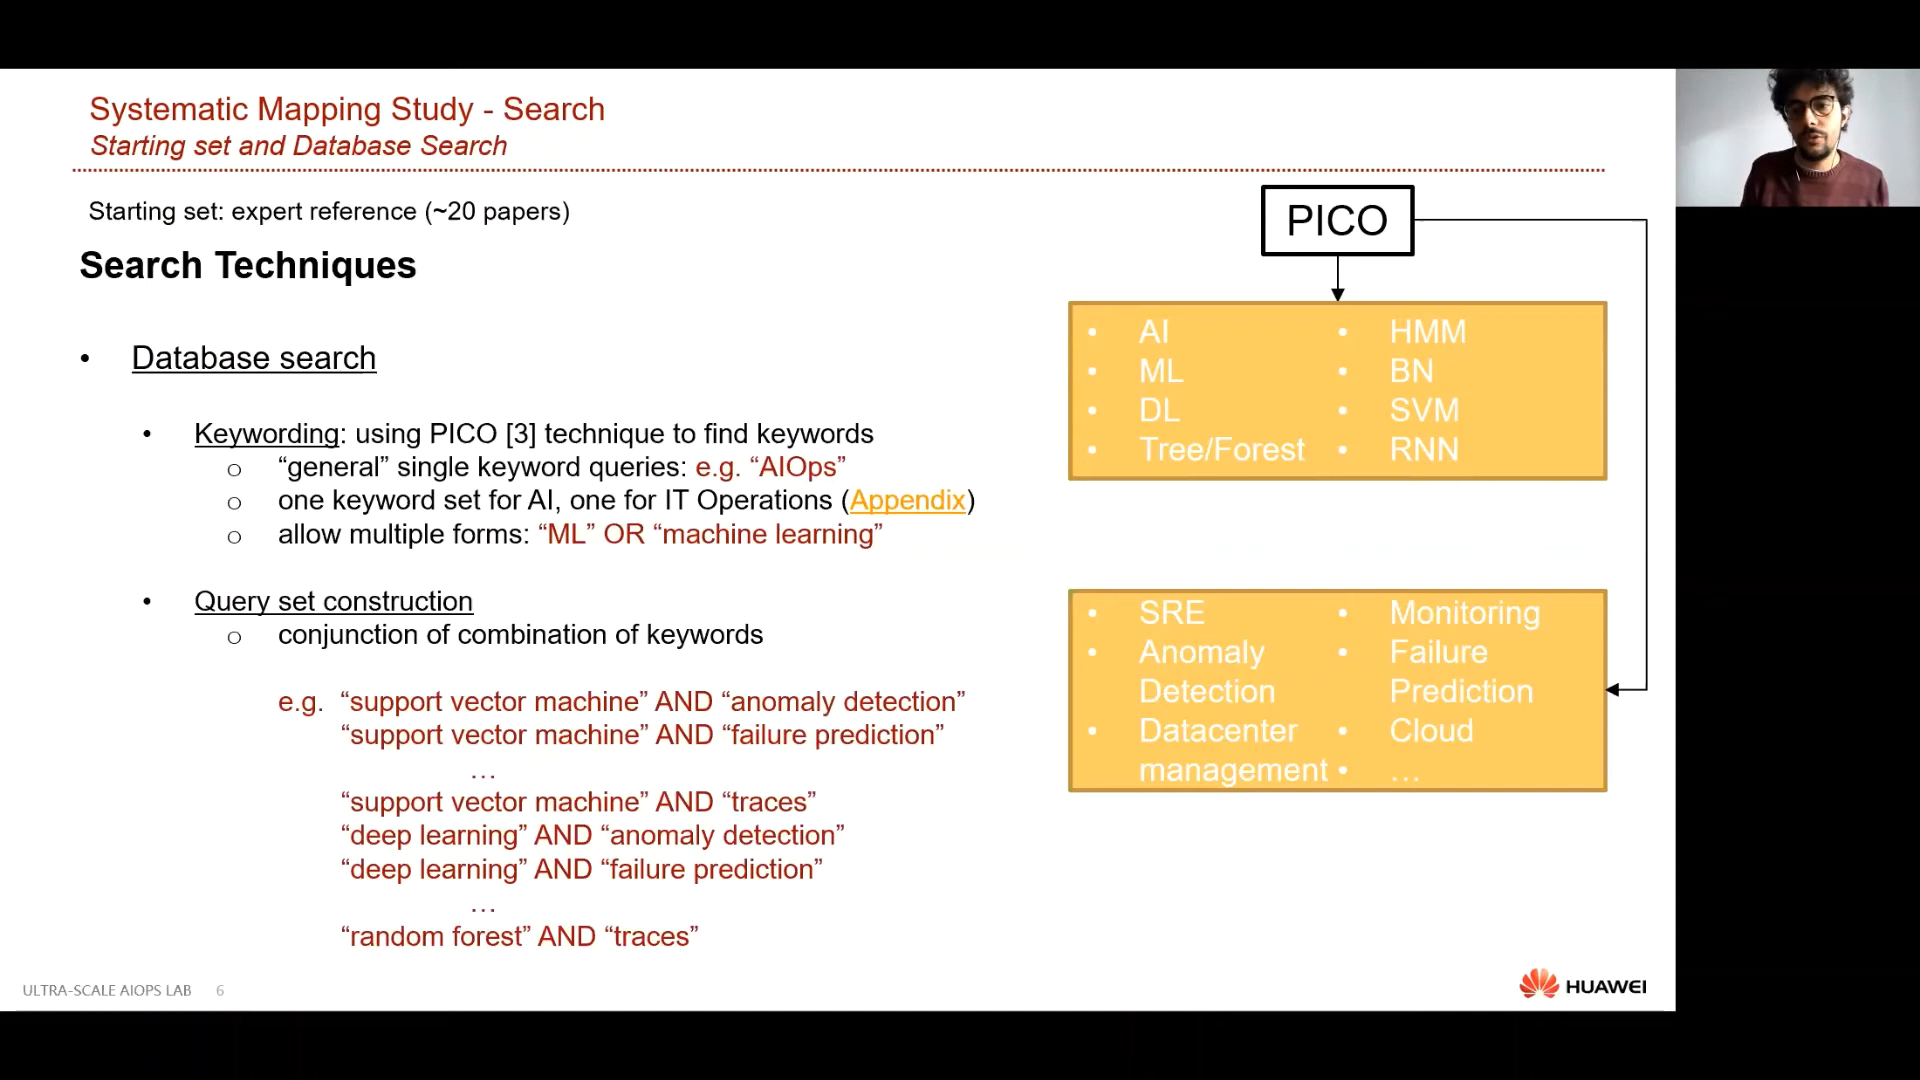 Systematic Mapping Study - Search
Starting set and Database Search
Starting set: expert reference (~20 papers)
Search Techniques
• Database search
• Keywording: using PICO [3] technique to find keywords
o “general” single keyword queries: e.g. “AIOps”
o one keyword set for AI, one for IT Operations (Appendix)
o allow multiple forms: “ML” OR “machine learning”
• Query set construction
o conjunction of combination of keywords
e.g. “support vector machine” AND “anomaly detection”
“support vector machine” AND “failure prediction”
…
“support vector machine” AND “traces”
“deep learning” AND “anomaly detection”
“deep learning” AND “failure prediction”
…
“random forest” AND “traces”
PICO
• AI
• ML
• DL
• Tree/Forest
• HMM
• BN
• SVM
• RNN
• SRE
• Anomaly
Detection
• Datacenter
management
• Monitoring
• Failure
Prediction
• Cloud
• …
ULTRA-SCALE AIOPS LAB 6
HUAWEI